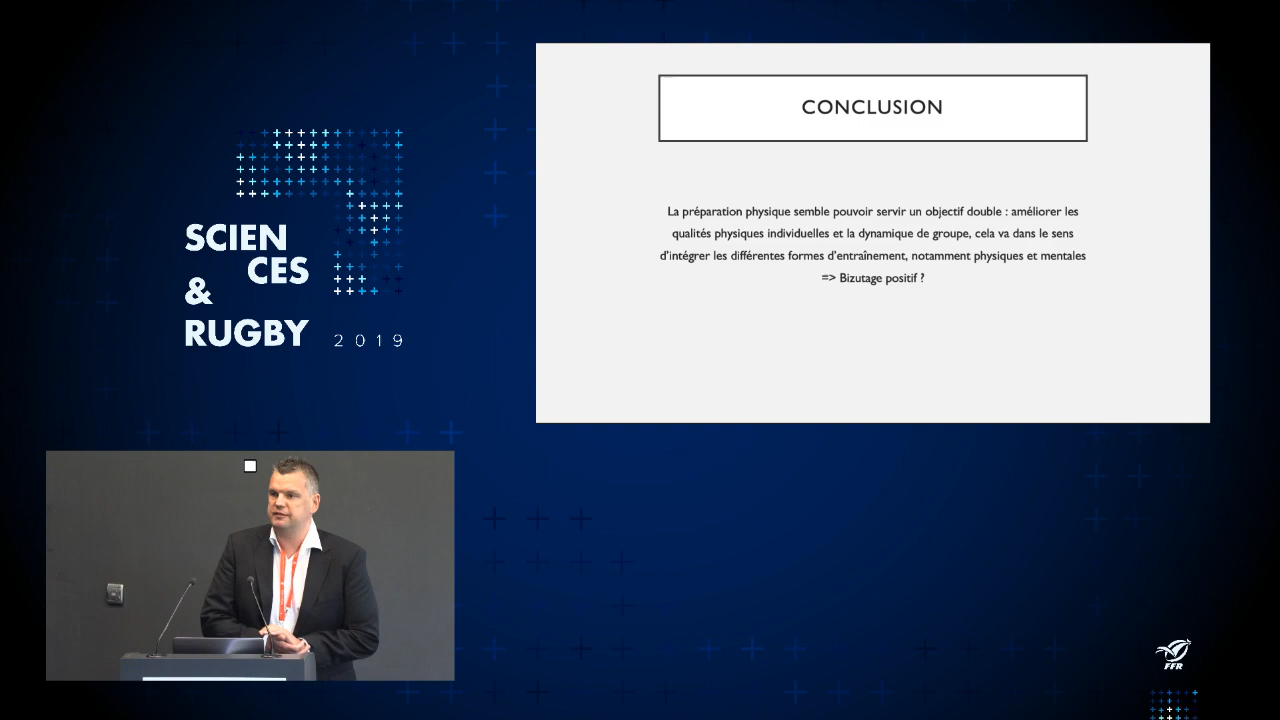 SCIEN
CES
&
RUGBY 2019
CONCLUSION
La préparation physique semble pouvoir servir un objectif double : améliorer les
qualités physiques individuelles et la dynamique de groupe, cela va dans le sens
d'intégrer les différentes formes d'entraînement, notamment physiques et mentales
=> Bizutage positif ?
FFR